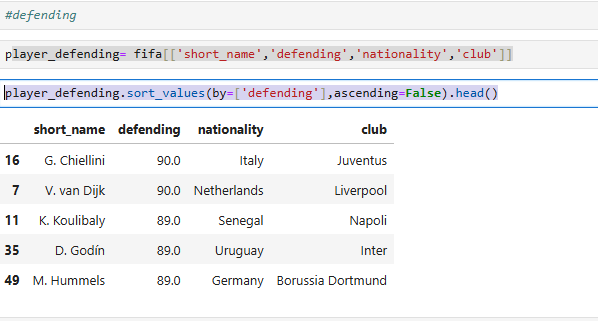 #defending
player_defending= fifa[['short_name','defending','nationality','club']]
player_defending.sort_values(by=['defending'],ascending=False).head()
short_name defending nationality club
16 G. Chiellini 90.0 Italy Juventus
7 V. van Dijk 90.0 Netherlands Liverpool
11 K. Koulibaly 89.0 Senegal Napoli
35 D. Godín 89.0 Uruguay Inter
49 M. Hummels 89.0 Germany Borussia Dortmund